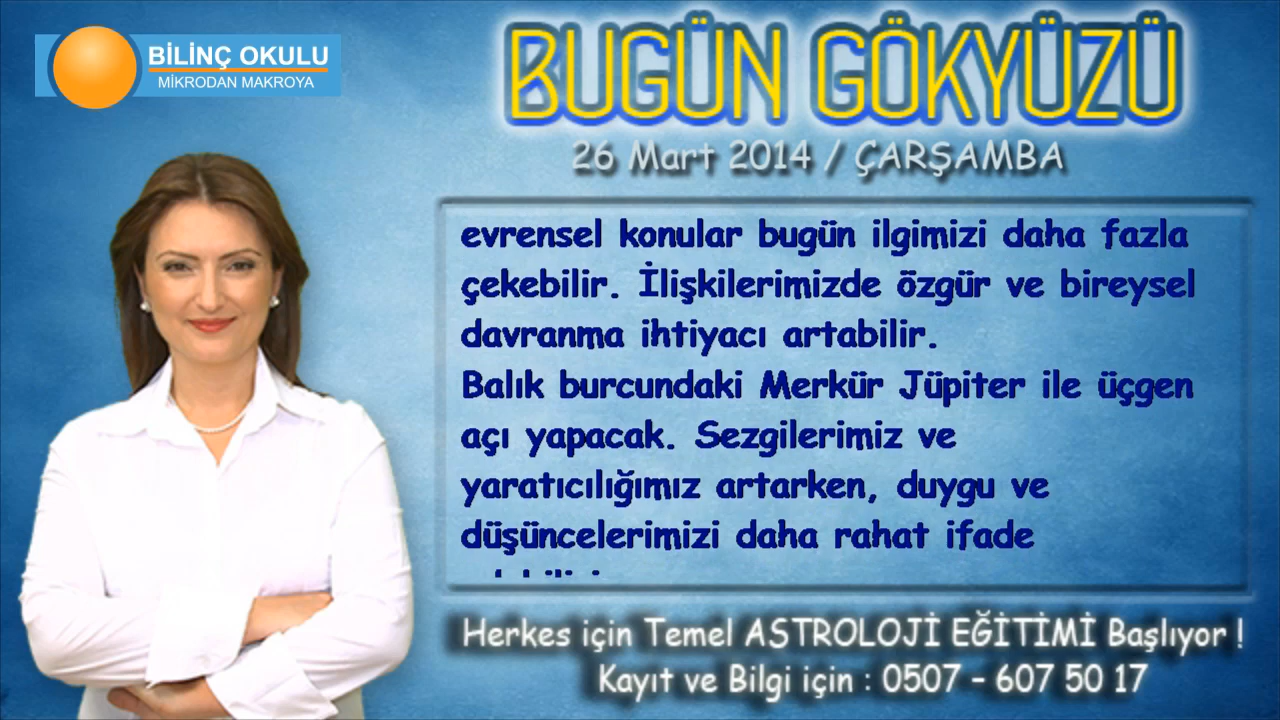 BİLİNÇ OKULU
MİKRODAN MAKROYA
BUGÜN GÖKYÜZÜ
26 Mart 2014 / ÇARŞAMBA
evrensel konular bugün ilgimizi daha fazla
çekebilir. İlişkilerimizde özgür ve bireysel
davranma ihtiyacı artabilir.
Balık burcundaki Merkür Jüpiter ile üçgen
açı yapacak. Sezgilerimiz ve
yaratıcılığımız artarken, duygu ve
düşüncelerimizi daha rahat ifade
Herkes için Temel ASTROLOJİ EĞİTİMİ Başlıyor !
Kayıt ve Bilgi için : 0507 – 607 50 17